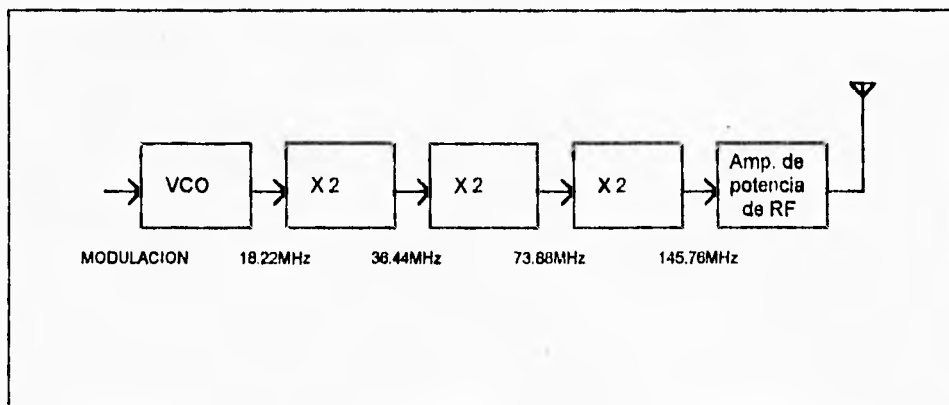 VCO
X 2
X 2
X 2
Amp. de
potencia
de RF
MODULACION
18.22MHz
36.44MHz
73.88MHz
145.76MHz